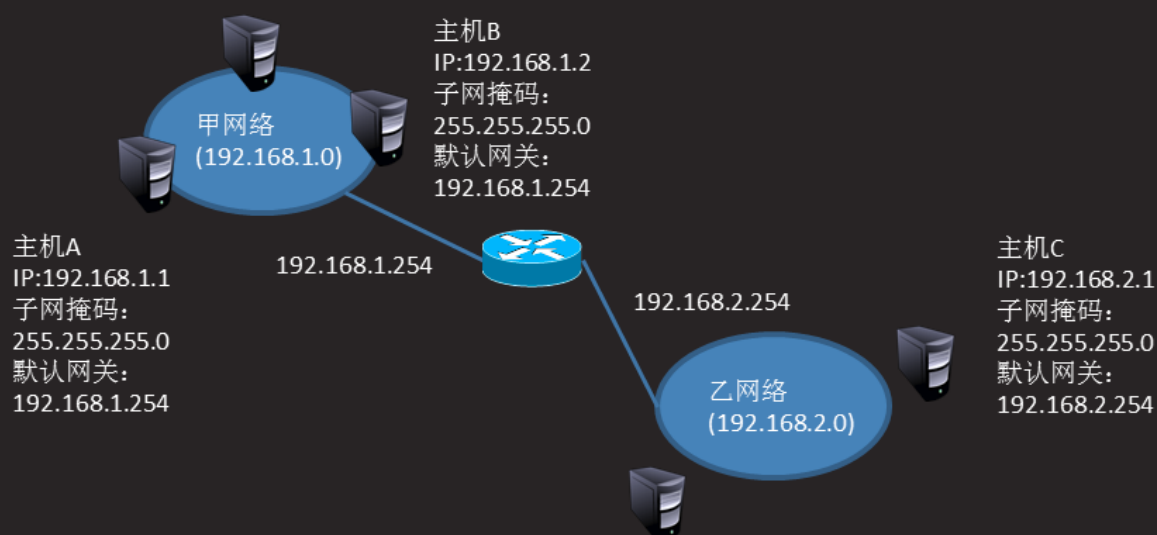 主机B
IP:192.168.1.2
子网掩码：
255.255.255.0
默认网关：
192.168.1.254
甲网络
(192.168.1.0)
主机A
IP:192.168.1.1
子网掩码：
255.255.255.0
默认网关：
192.168.1.254
192.168.1.254
192.168.2.254
主机C
IP:192.168.2.1
子网掩码：
255.255.255.0
默认网关：
192.168.2.254
乙网络
(192.168.2.0)